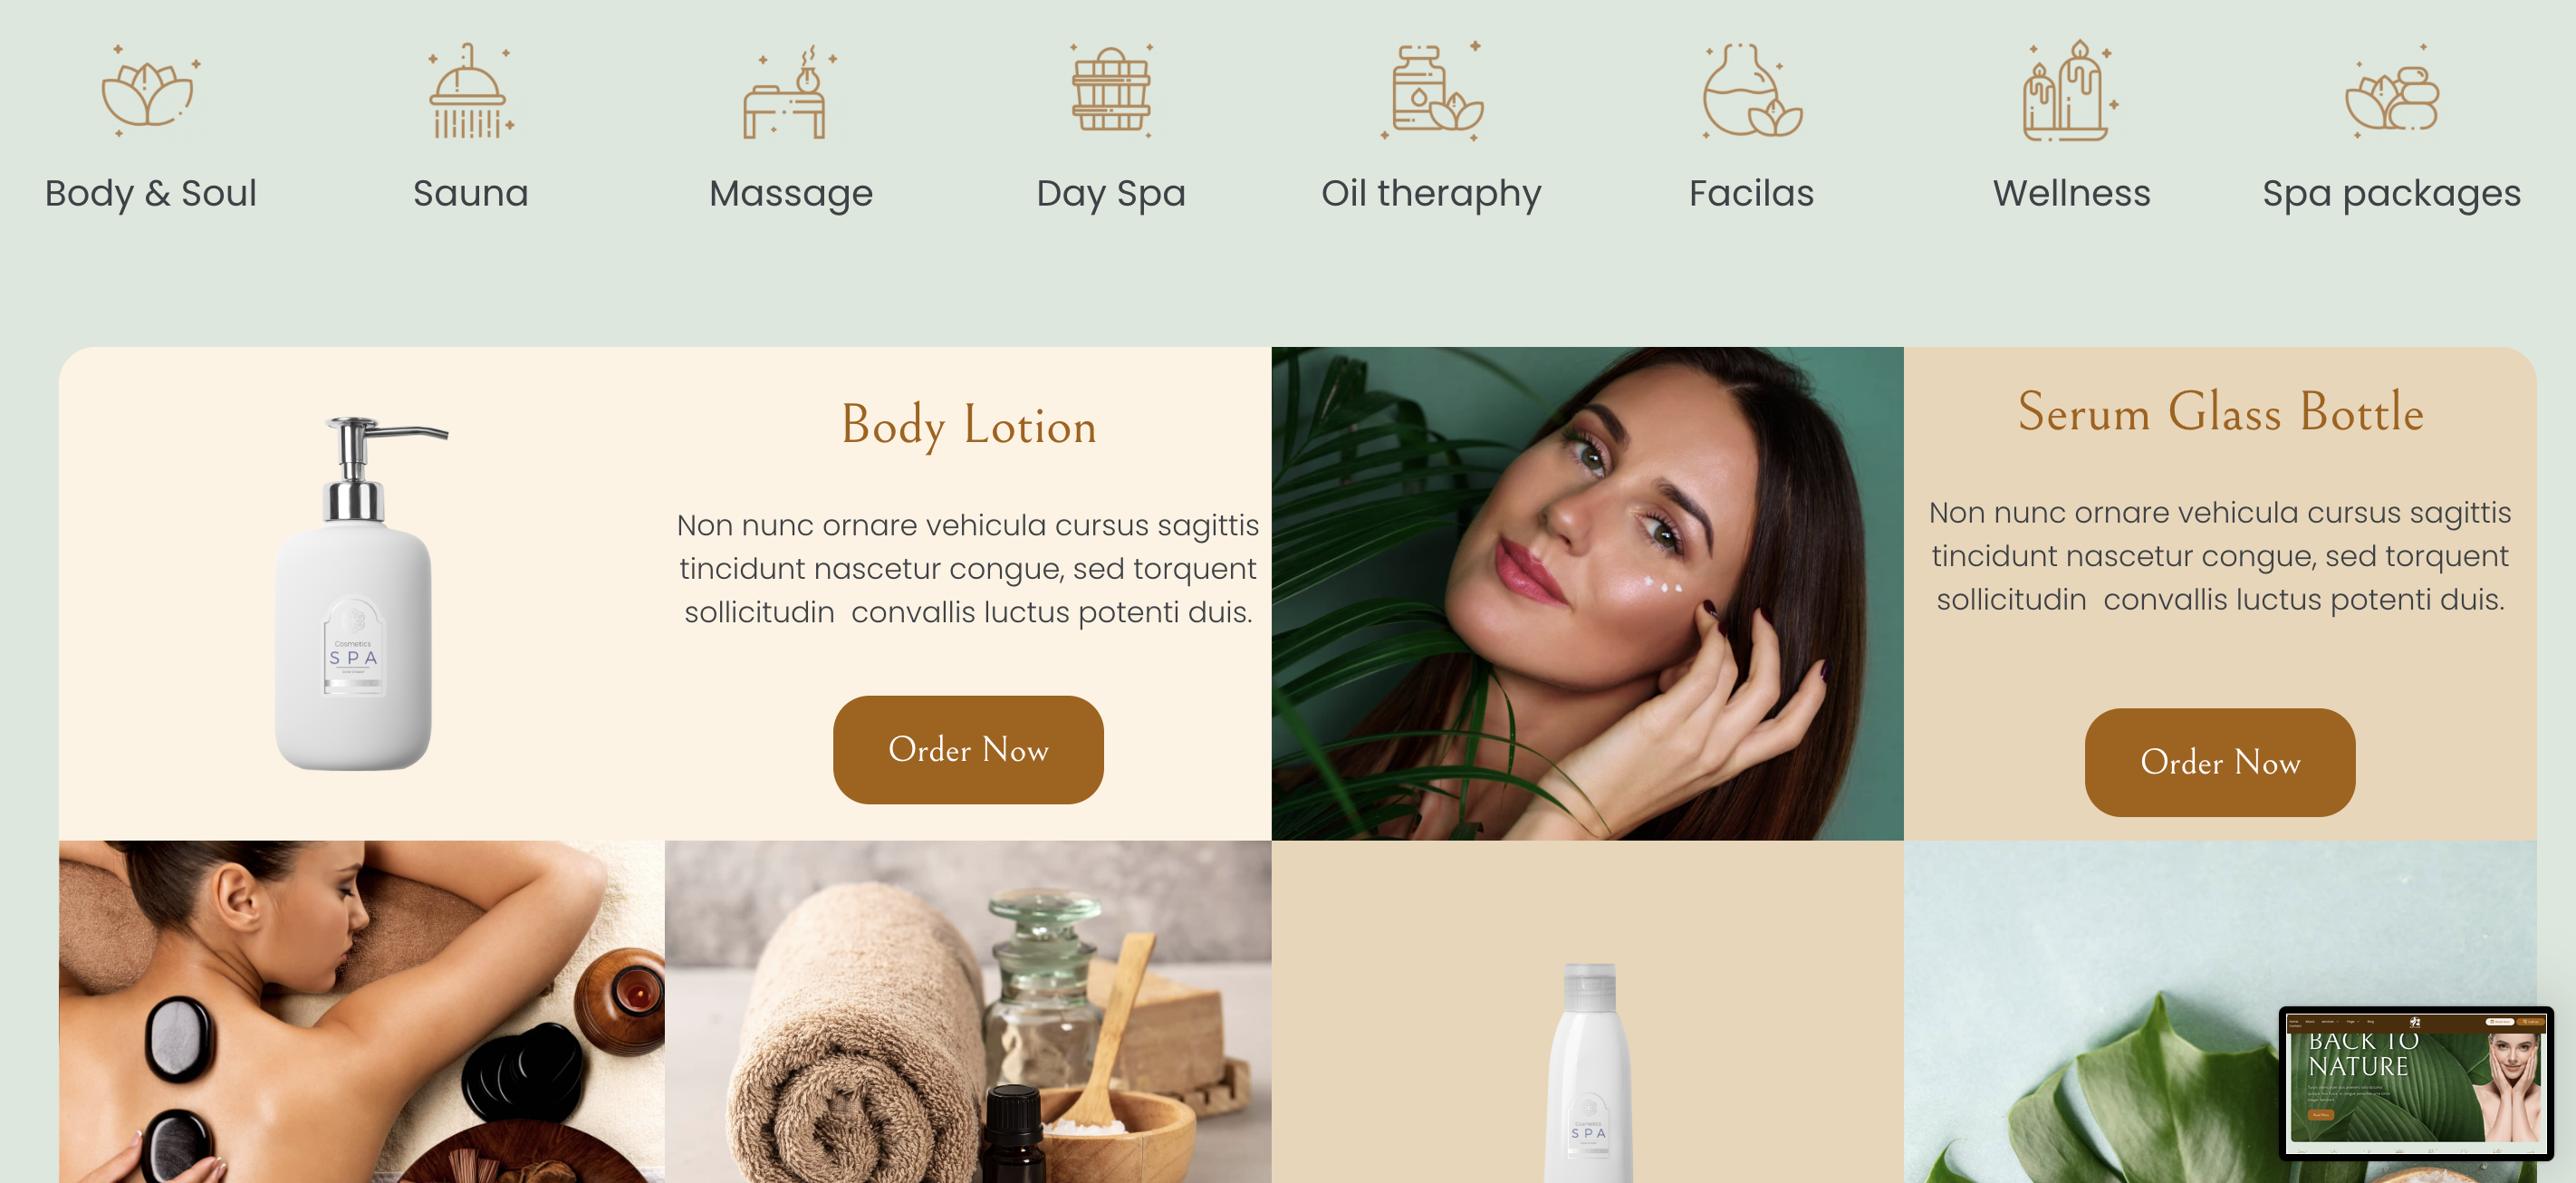 Body & Soul
Sauna
Massage
Day Spa
Oil theraphy
Facilas
Wellness
Spa packages
Body Lotion
Non nunc ornare vehicula cursus sagittis
tincidunt nascetur congue, sed torquent
sollicitudin  convallis luctus potenti duis.
Order Now
Serum Glass Bottle
Non nunc ornare vehicula cursus sagittis
tincidunt nascetur congue, sed torquent
sollicitudin  convallis luctus potenti duis.
Order Now
Cosmetics
SPA
Cosmetics
SPA
BACK TO
NATURE